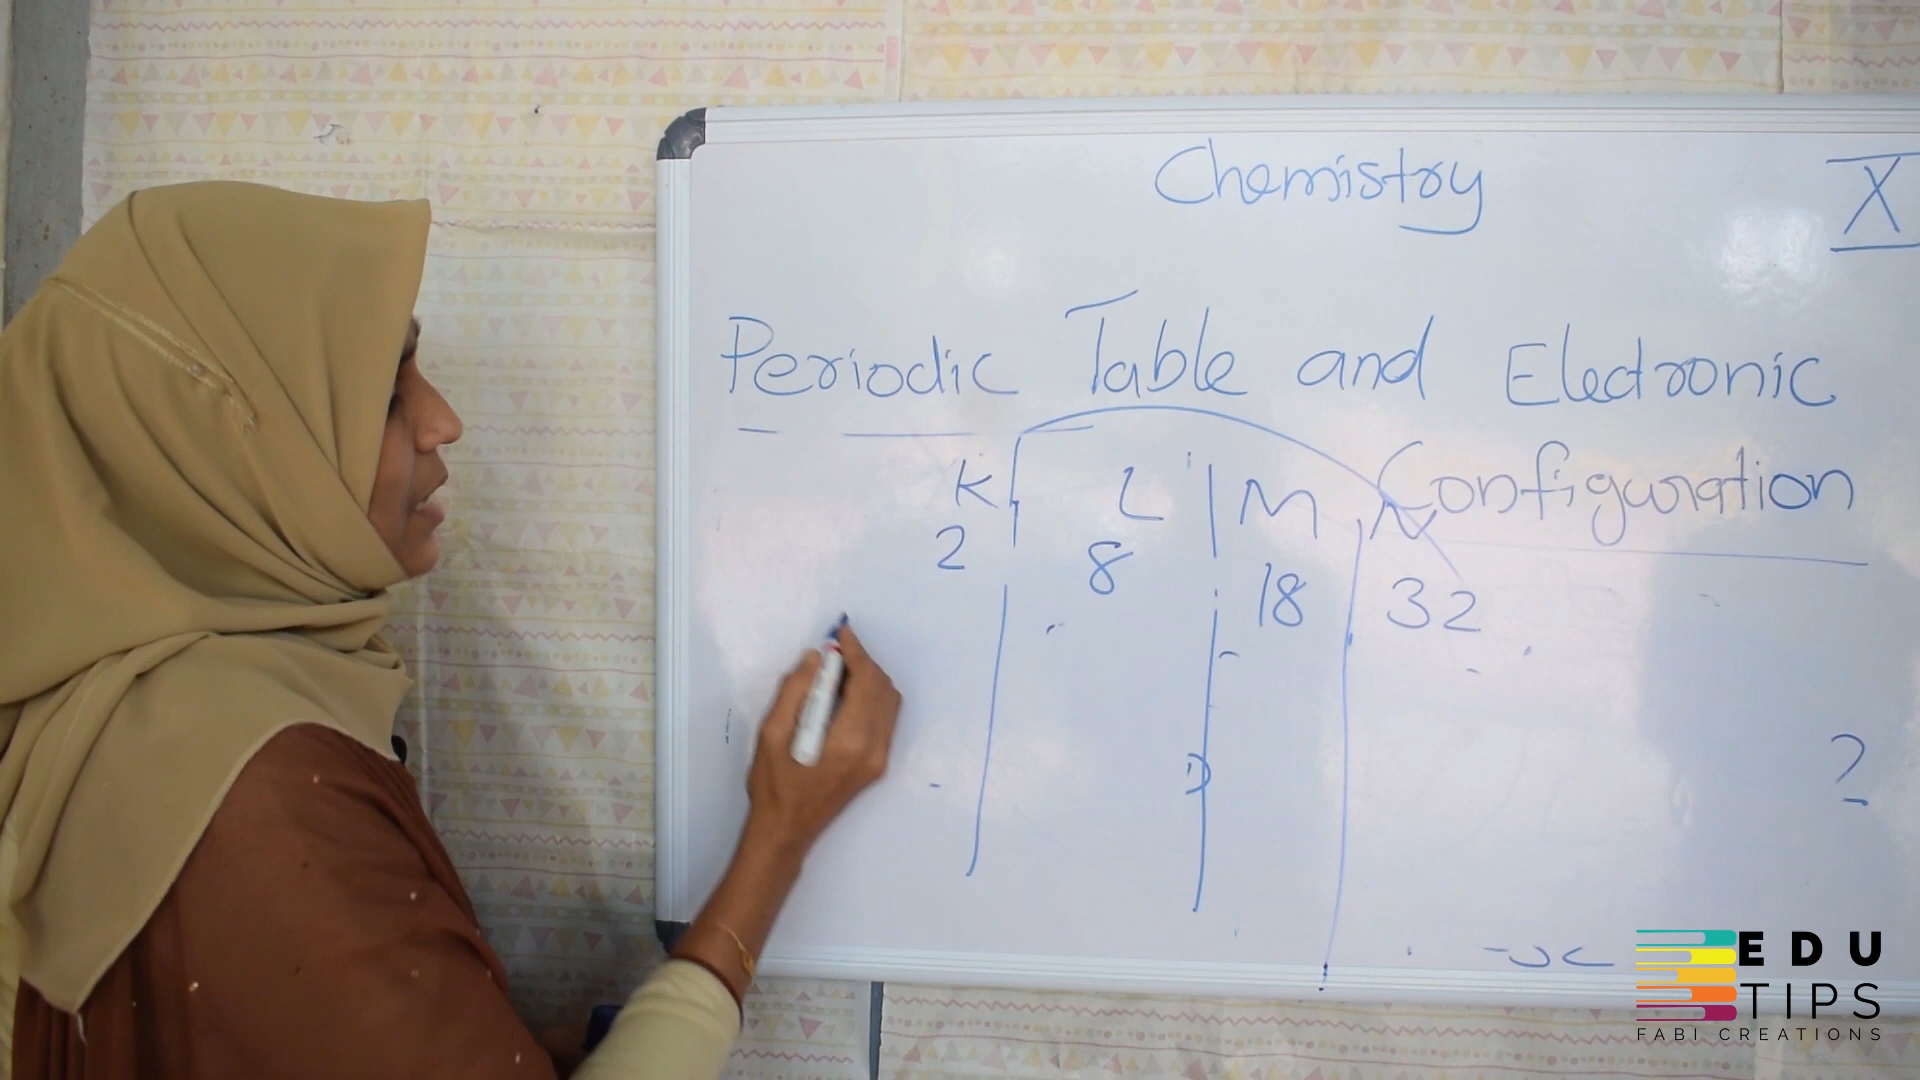 Chemistry
X
Periodic Table and Electronic
Configuration
K L M N
2 8 18 32
?
EDU
TIPS
FABI CREATIONS